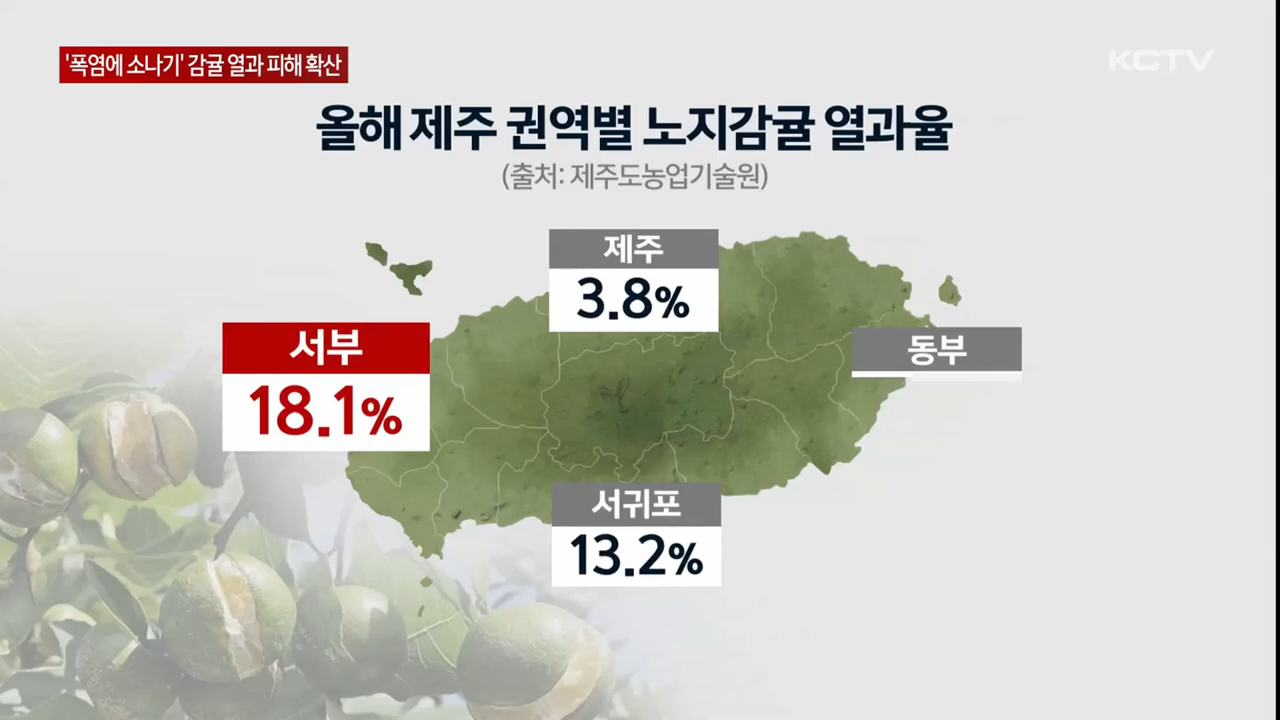 '폭염에 소나기' 감귤 열과 피해 확산
KCTV
올해 제주 권역별 노지감귤 열과율
(출처: 제주도농업기술원)
제주
3.8%
서부
18.1%
동부
서귀포
13.2%